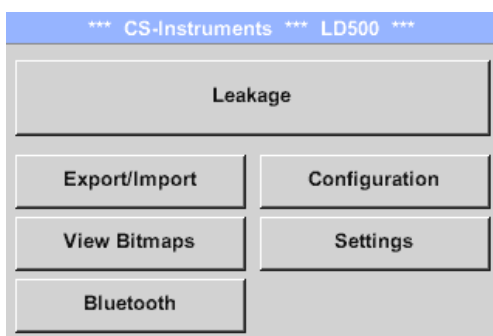 *** CS-Instruments *** LD500 ***
Leakage
Export/Import Configuration
View Bitmaps Settings
Bluetooth